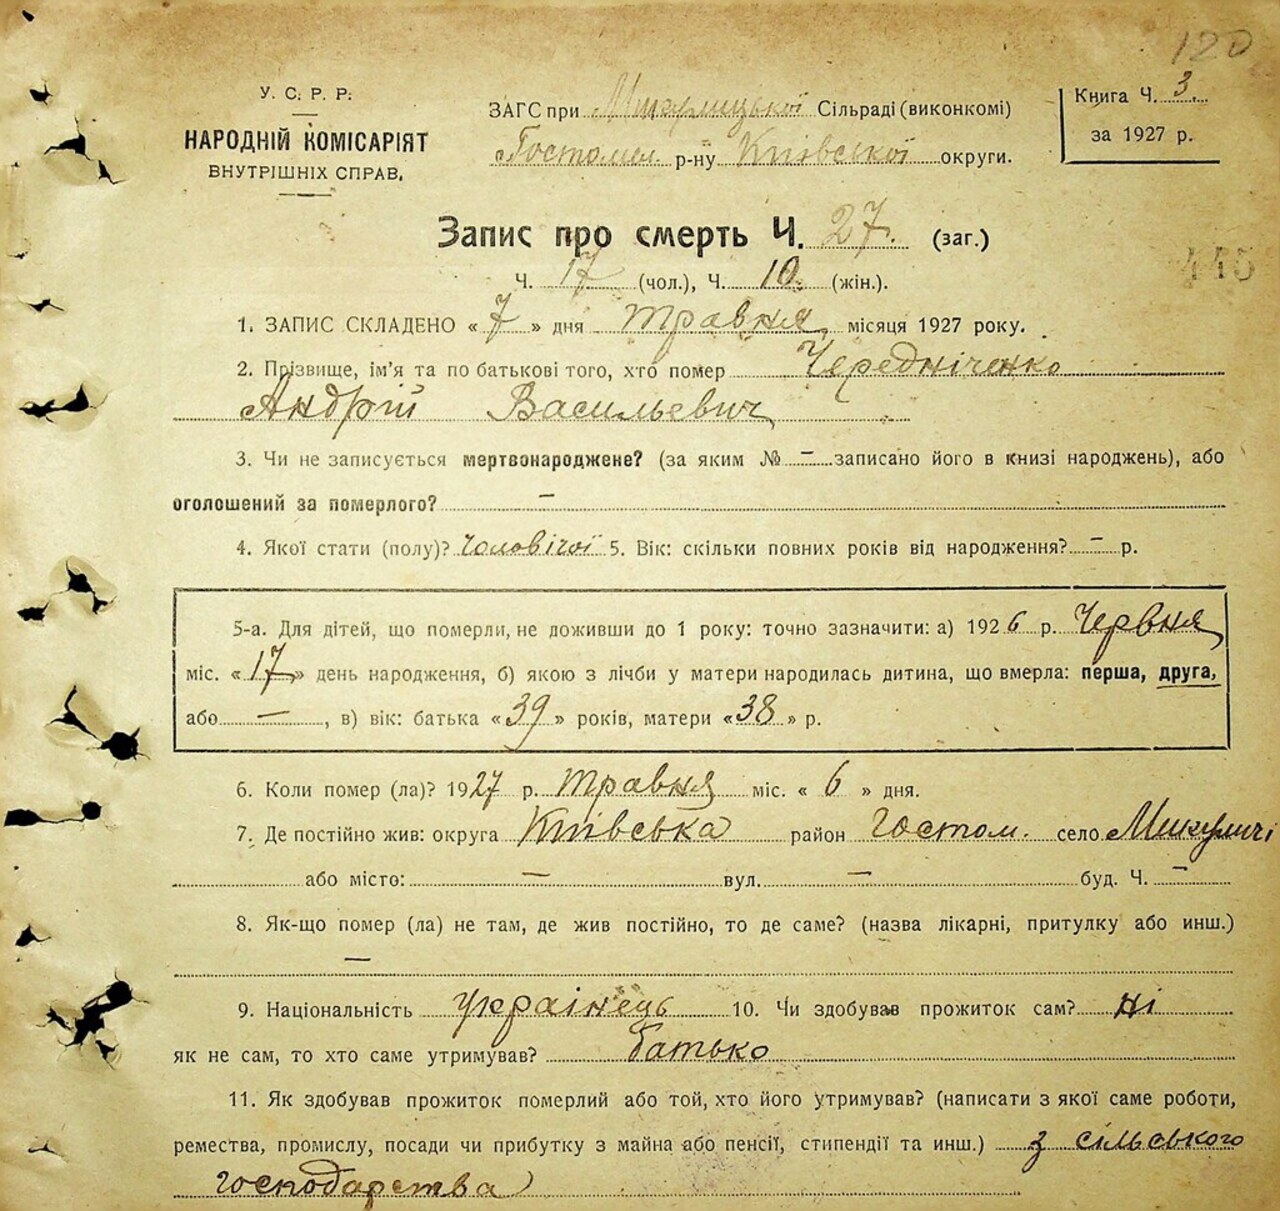 120
У. С. Р. Р.
НАРОДНІЙ КОМІСАРІЯТ
ВНУТРІШНІХ СПРАВ.
ЗАГС при Микулицької Сільраді (виконкомі)
Гостомел. р-ну Київської округи.
Книга Ч. 3.
за 1927 р.
Запис про смерть Ч. 27. (заг.)
445
Ч. 17 (чол.), Ч. 10. (жін.).
1. ЗАПИС СКЛАДЕНО « 7 » дня травня місяця 1927 року.
2. Прізвище, ім'я та по батькові того, хто помер Чередніченко
Андрій Васильевич
3. Чи не записується мертвонароджене? (за яким № – записано його в книзі народжень), або
оголошений за померлого? –
4. Якої стати (полу)? чоловічої 5. Вік: скільки повних років від народження? – р.
5-а. Для дітей, що померли, не доживши до 1 року: точно зазначити: а) 1926 р. Червня
міс. « 17 » день народження, б) якою з лічби у матери народилась дитина, що вмерла: перша, друга,
або – , в) вік: батька « 39 » років, матери « 38 » р.
6. Коли помер (ла)? 1927 р. травня міс. « 6 » дня.
7. Де постійно жив: округа Київська район Гостом. село Микуличі
або місто: – вул. – буд. Ч. –
8. Як-що помер (ла) не там, де жив постійно, то де саме? (назва лікарні, притулку або инш.)
–
9. Національність українець 10. Чи здобував прожиток сам? ні
як не сам, то хто саме утримував? батько
11. Як здобував прожиток померлий або той, хто його утримував? (написати з якої саме роботи,
ремества, промислу, посади чи прибутку з майна або пенсії, стипендії та инш.) з сільського
господарства